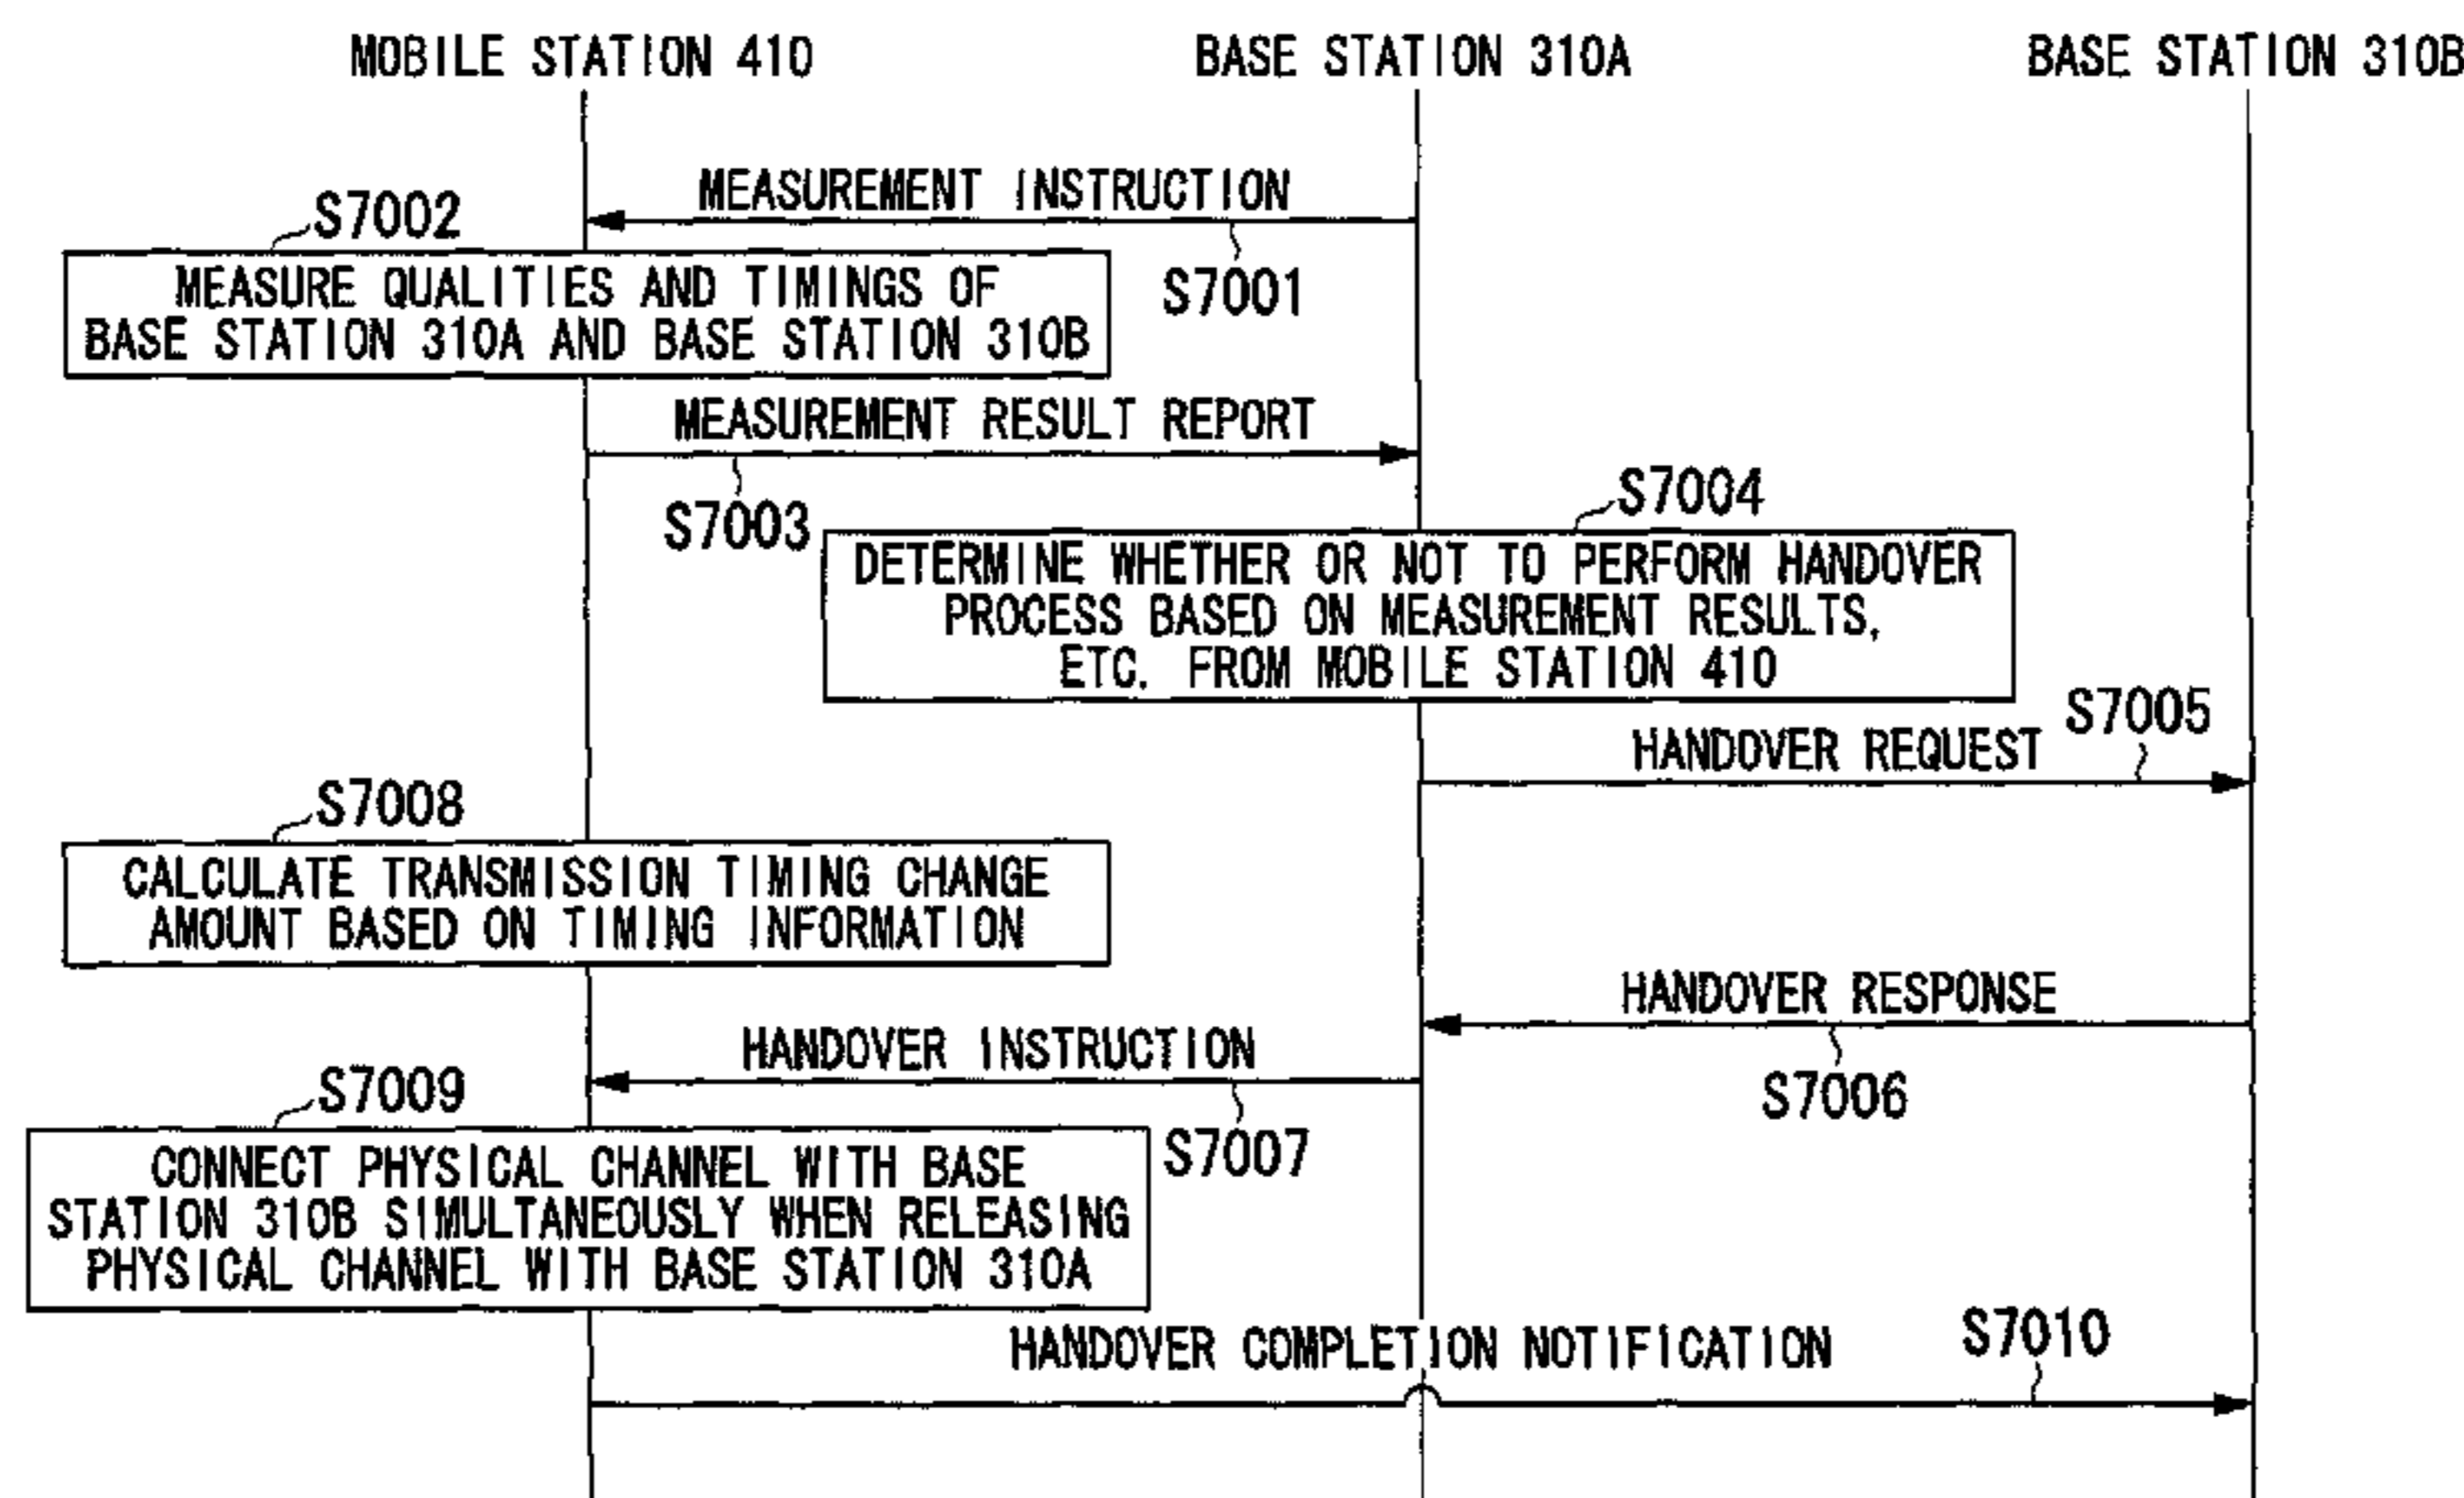 MOBILE STATION 410
BASE STATION 310A
BASE STATION 310B
MEASUREMENT INSTRUCTION
S7001
S7002
MEASURE QUALITIES AND TIMINGS OF
BASE STATION 310A AND BASE STATION 310B
MEASUREMENT RESULT REPORT
S7003
S7004
DETERMINE WHETHER OR NOT TO PERFORM HANDOVER
PROCESS BASED ON MEASUREMENT RESULTS,
ETC. FROM MOBILE STATION 410
S7005
HANDOVER REQUEST
S7008
CALCULATE TRANSMISSION TIMING CHANGE
AMOUNT BASED ON TIMING INFORMATION
HANDOVER RESPONSE
S7006
HANDOVER INSTRUCTION
S7007
S7009
CONNECT PHYSICAL CHANNEL WITH BASE
STATION 310B SIMULTANEOUSLY WHEN RELEASING
PHYSICAL CHANNEL WITH BASE STATION 310A
HANDOVER COMPLETION NOTIFICATION
S7010